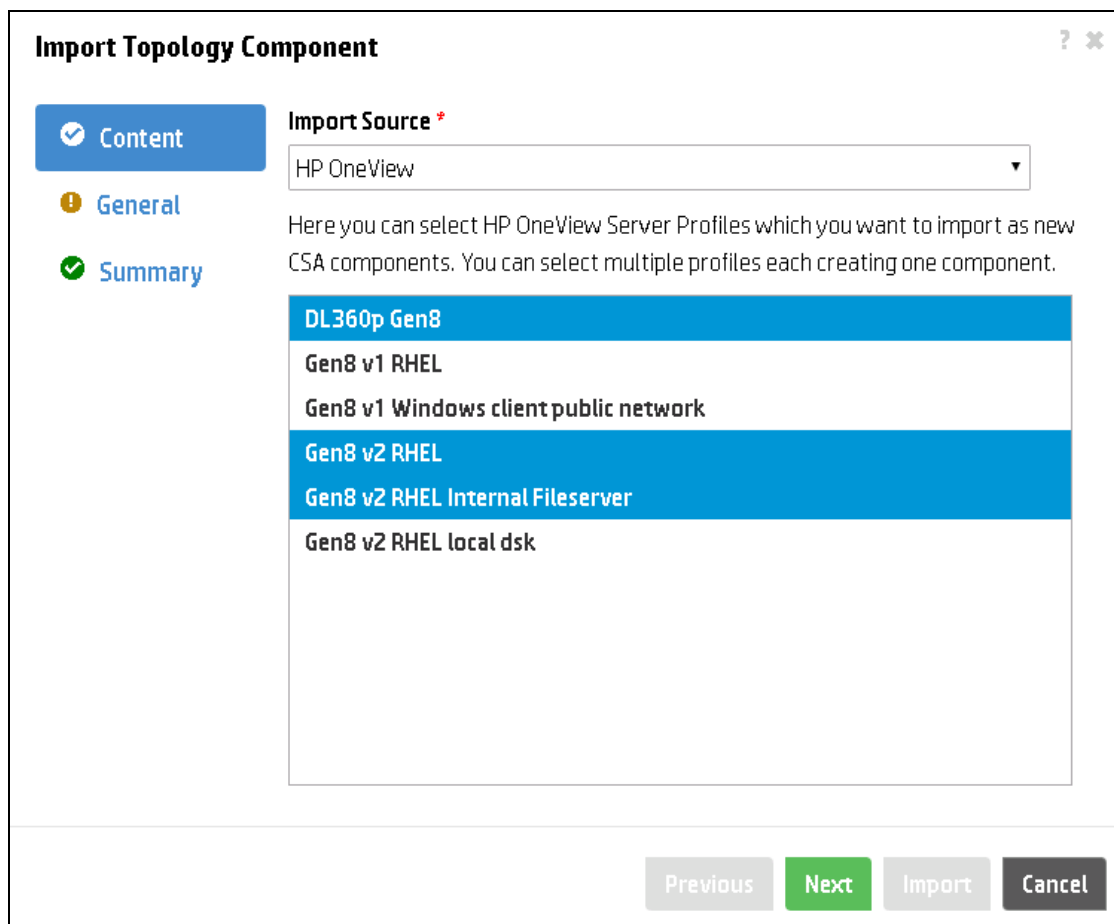 Import Topology Component
? ×
Content
General
Summary
Import Source *
HP OneView
Here you can select HP OneView Server Profiles which you want to import as new
CSA components. You can select multiple profiles each creating one component.
DL360p Gen8
Gen8 v1 RHEL
Gen8 v1 Windows client public network
Gen8 v2 RHEL
Gen8 v2 RHEL Internal Fileserver
Gen8 v2 RHEL local dsk
Previous
Next
Import
Cancel